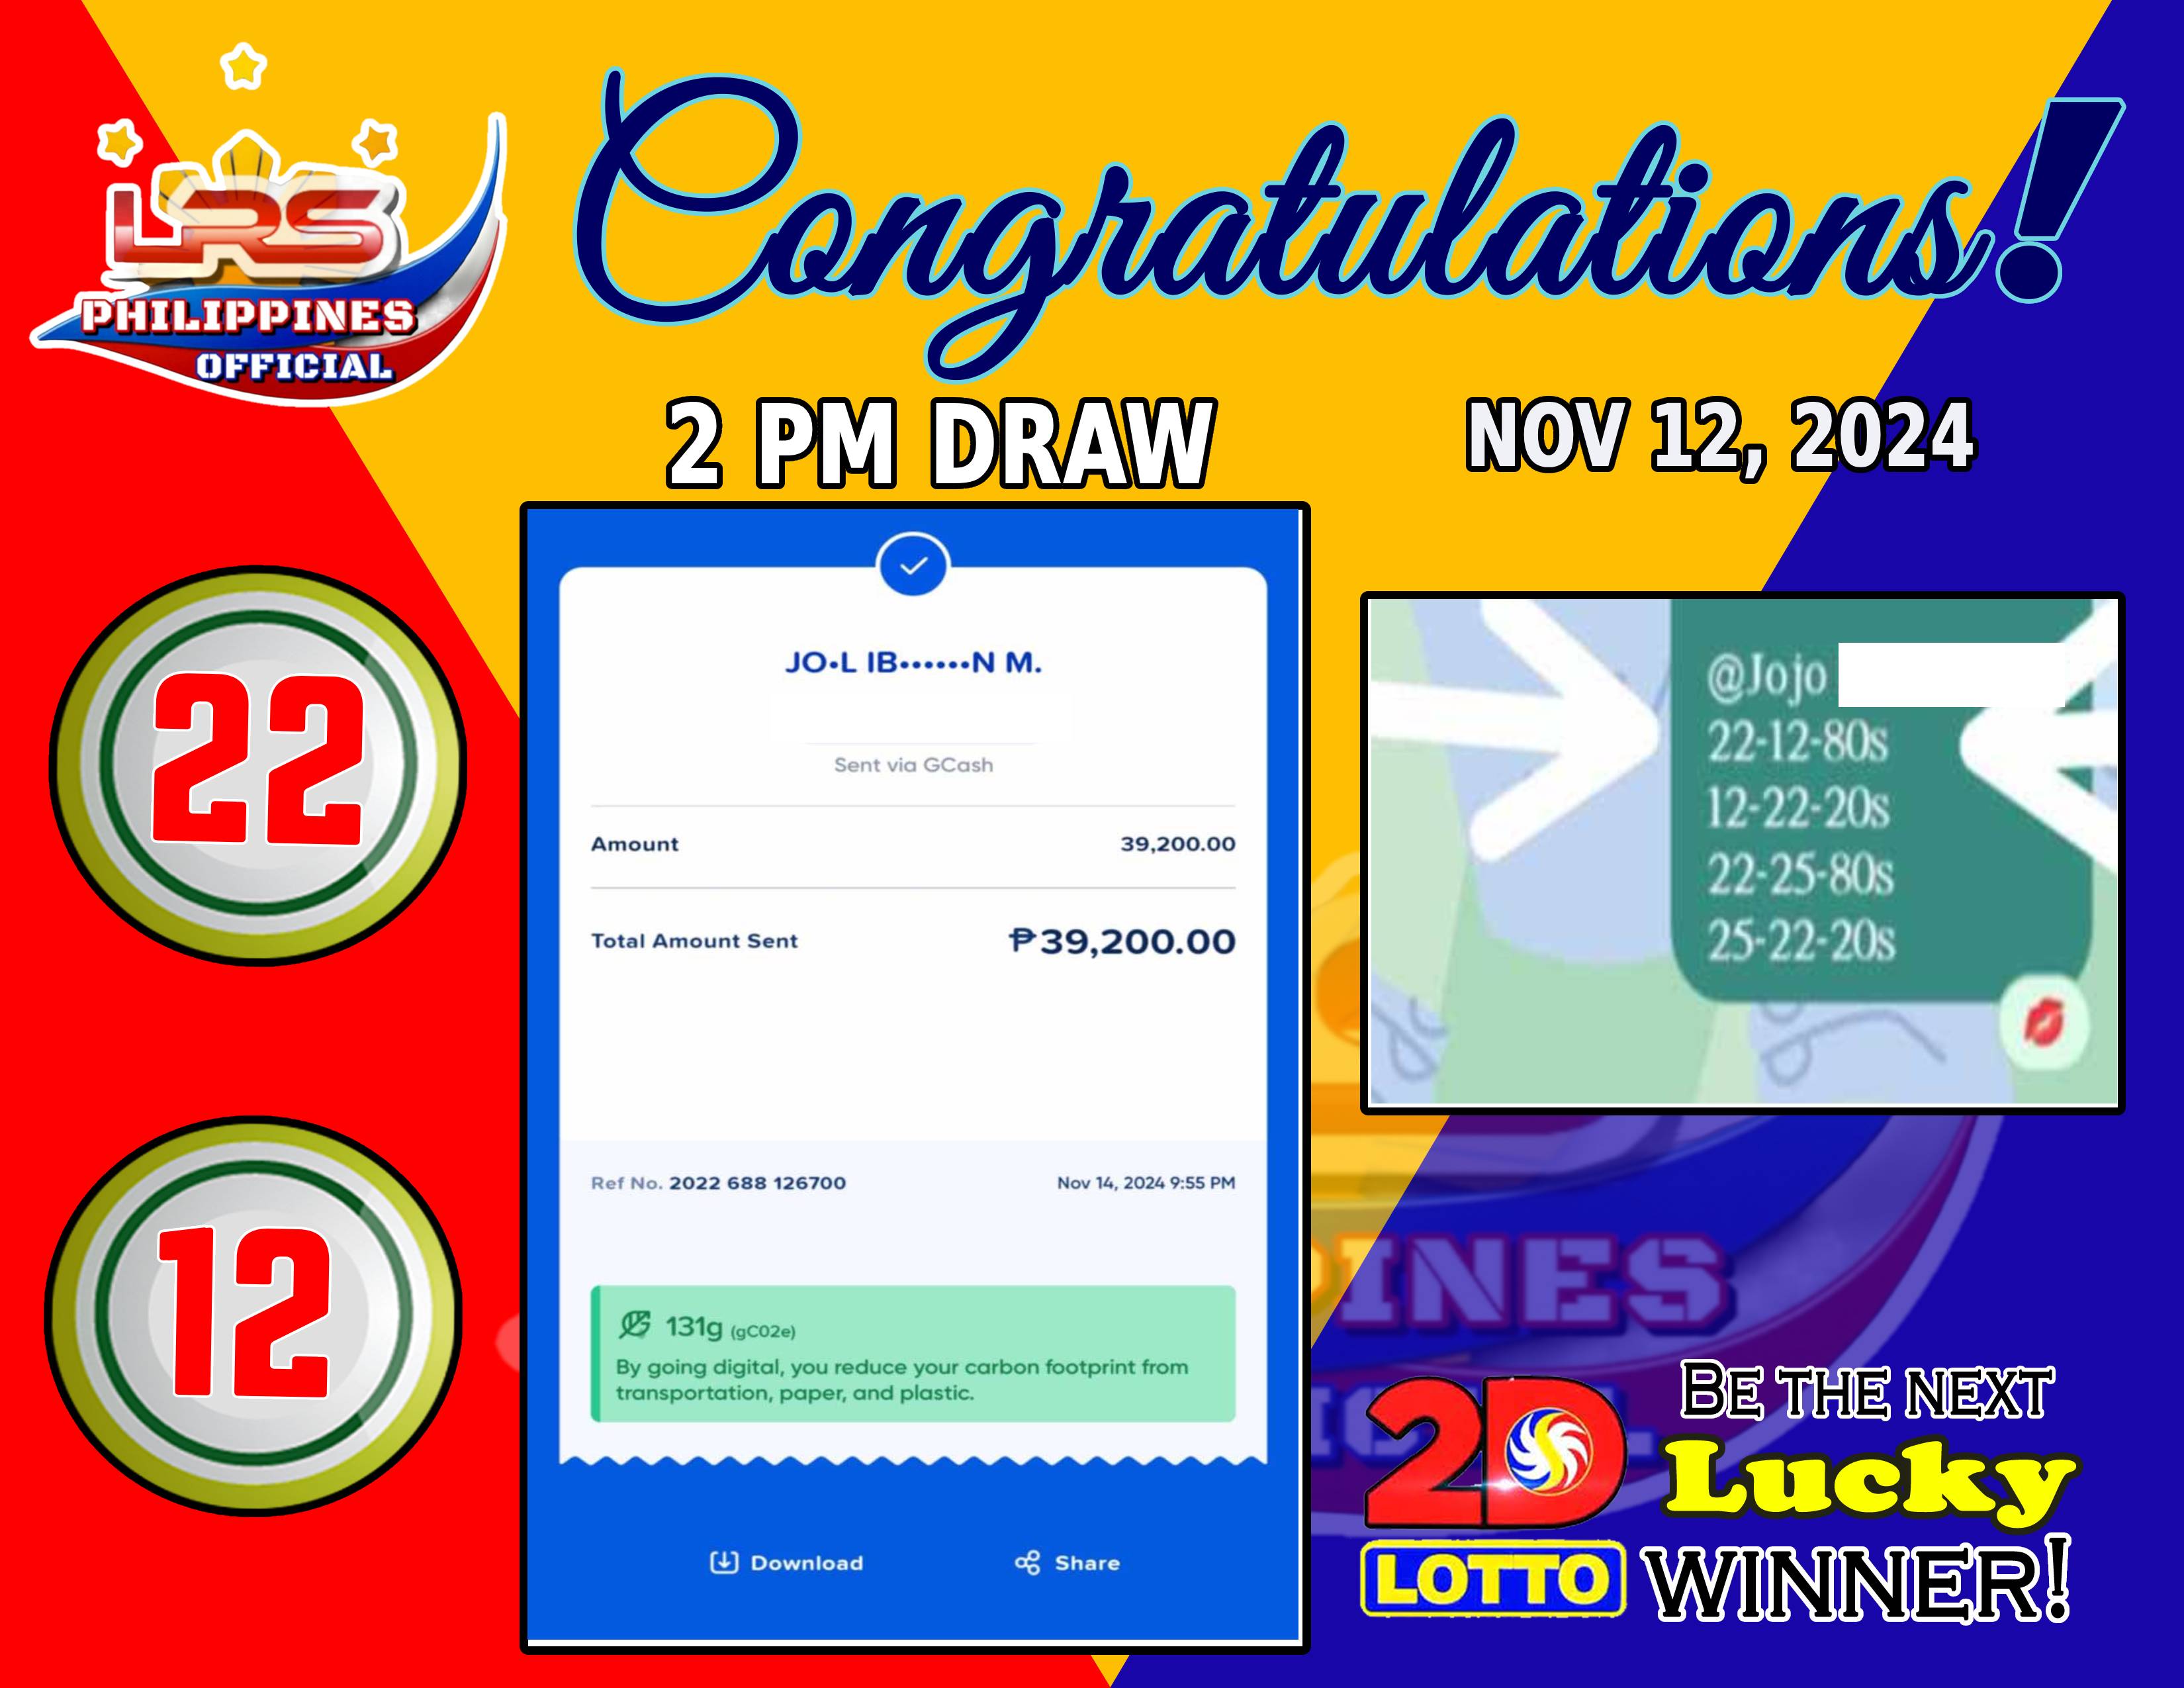 LRS
PHILIPPINES
OFFICIAL
Congratulations!
2 PM DRAW
NOV 12, 2024
22
12
JO•L IB••••••N M.
Sent via GCash
Amount 39,200.00
Total Amount Sent ₱39,200.00
Ref No. 2022 688 126700 Nov 14, 2024 9:55 PM
131g (gC02e)
By going digital, you reduce your carbon footprint from
transportation, paper, and plastic.
Download Share
@Jojo
22-12-80s
12-22-20s
22-25-80s
25-22-20s
PINES
2D
LOTTO
BE THE NEXT
Lucky
WINNER!